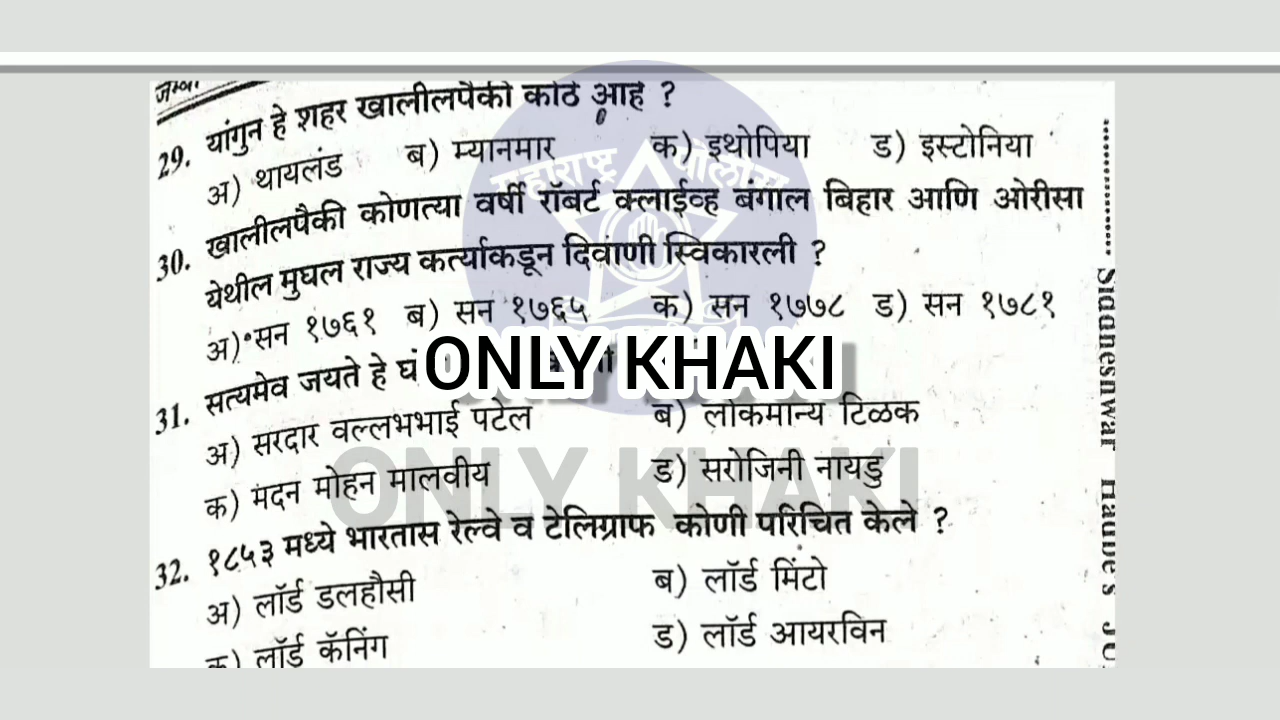 29. यांगुन हे शहर खालीलपैकी कोठे आहे ?
अ) थायलंड ब) म्यानमार क) इथोपिया ड) इस्टोनिया
30. खालीलपैकी कोणत्या वर्षी रॉबर्ट क्लाईव्ह बंगाल बिहार आणि ओरीसा
येथील मुघल राज्य कर्त्याकडून दिवाणी स्विकारली ?
अ) सन १७६१ ब) सन १७६५ क) सन १७७८ ड) सन १७८१
31. सत्यमेव जयते हे
ONLY KHAKI
अ) सरदार वल्लभभाई पटेल ब) लोकमान्य टिळक
क) मदन मोहन मालवीय ड) सरोजिनी नायडु
ONLY KHAKI
32. १८५३ मध्ये भारतास रेल्वे व टेलिग्राफ कोणी परिचित केले ?
अ) लॉर्ड डलहौसी ब) लॉर्ड मिंटो
क) लॉर्ड कॅनिंग ड) लॉर्ड आयरविन
महाराष्ट्र पोलीस